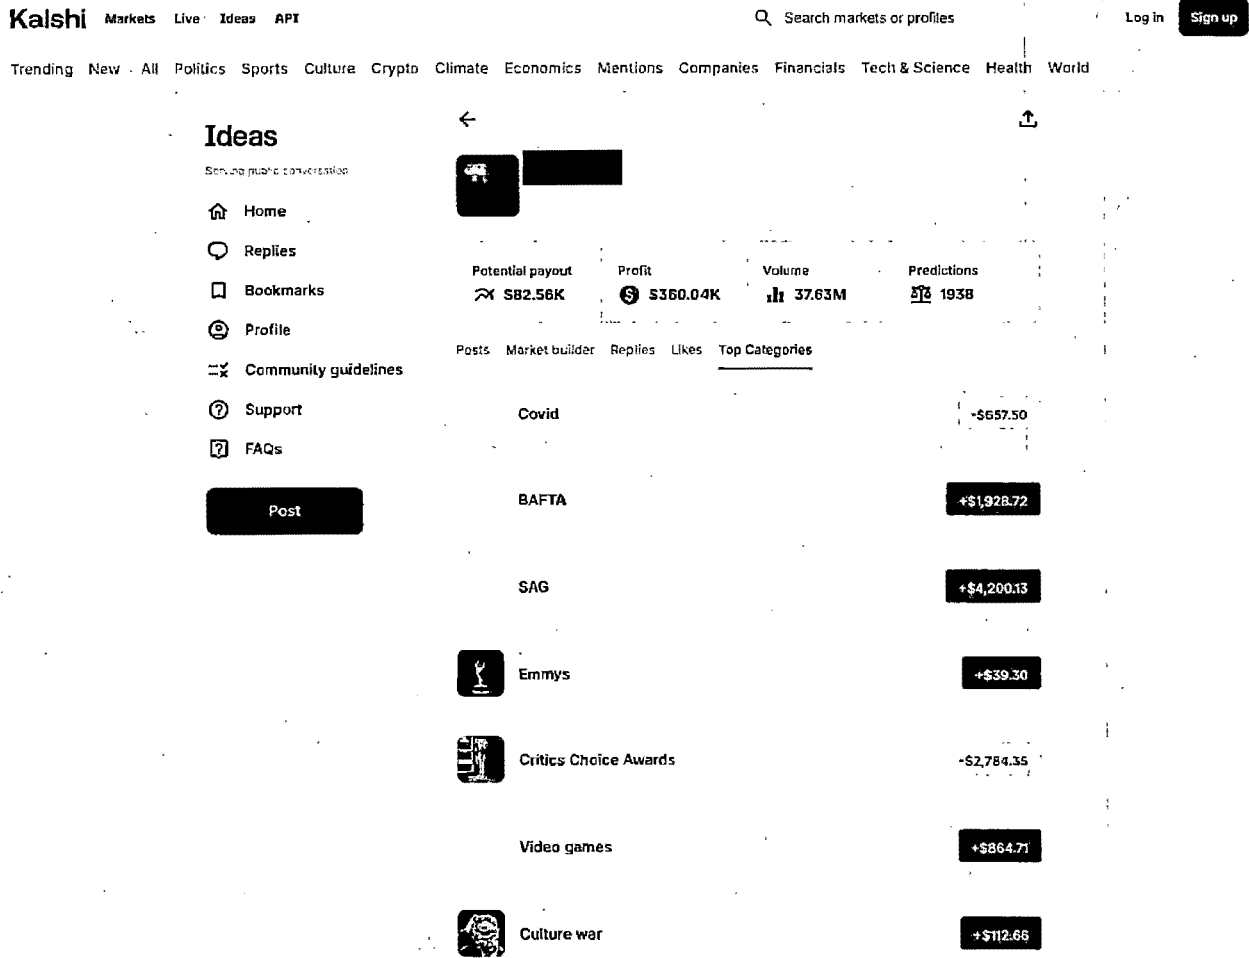 Kalshi Markets Live Ideas API Search markets or profiles Log in Sign up
Trending New All Politics Sports Culture Crypto Climate Economics Mentions Companies Financials Tech & Science Health World
Ideas
Serving public conversation
Home
Replies
Bookmarks
Profile
Community guidelines
Support
FAQs
Post
Potential payout Profit Volume Predictions
$82.56K $360.04K 37.63M 1938
Posts Market builder Replies Likes Top Categories
Covid -$657.50
BAFTA +$1,928.72
SAG +$4,200.13
Emmys +$39.30
Critics Choice Awards -$2,784.35
Video games +$864.71
Culture war +$112.66